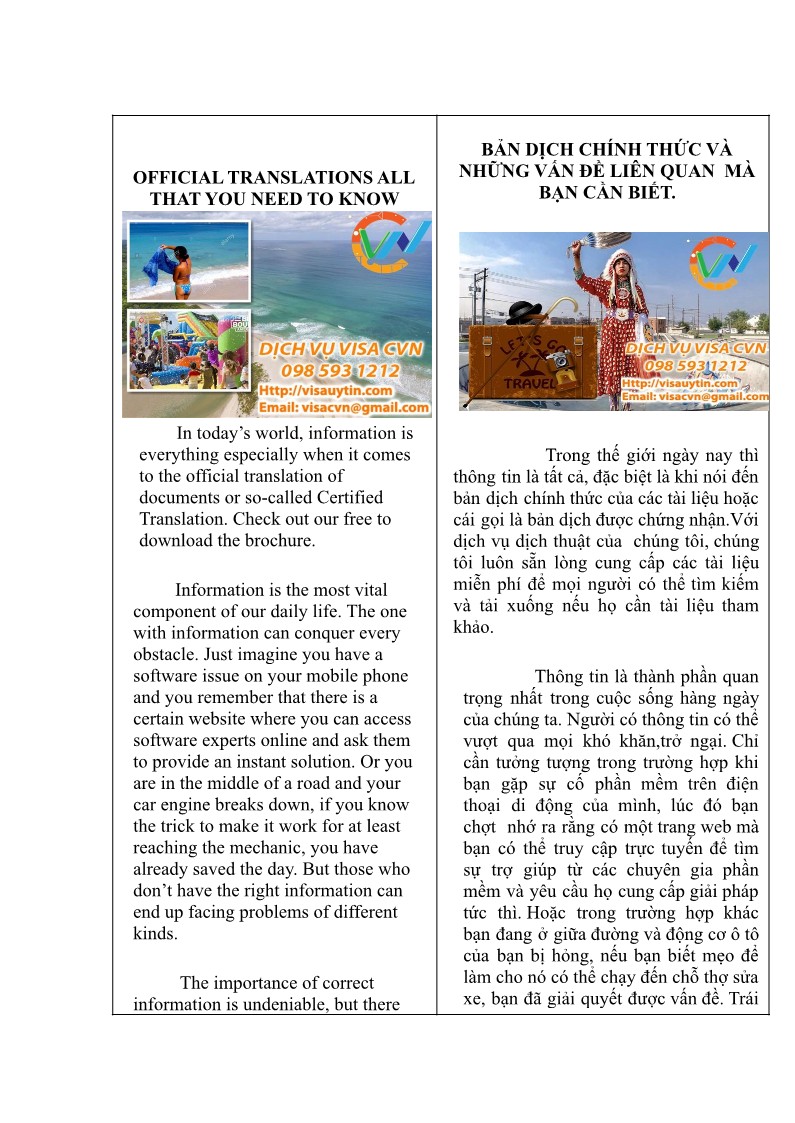 OFFICIAL TRANSLATIONS ALL
THAT YOU NEED TO KNOW
CVN
DỊCH VỤ VISA CVN
098 593 1212
Http://visauytin.com
Email: visacvn@gmail.com
In today’s world, information is
everything especially when it comes
to the official translation of
documents or so-called Certified
Translation. Check out our free to
download the brochure.
Information is the most vital
component of our daily life. The one
with information can conquer every
obstacle. Just imagine you have a
software issue on your mobile phone
and you remember that there is a
certain website where you can access
software experts online and ask them
to provide an instant solution. Or you
are in the middle of a road and your
car engine breaks down, if you know
the trick to make it work for at least
reaching the mechanic, you have
already saved the day. But those who
don’t have the right information can
end up facing problems of different
kinds.
The importance of correct
information is undeniable, but there
BẢN DỊCH CHÍNH THỨC VÀ
NHỮNG VẤN ĐỀ LIÊN QUAN MÀ
BẠN CẦN BIẾT.
CVN
LET'S GO
TRAVEL
DỊCH VỤ VISA CVN
098 593 1212
Http://visauytin.com
Email: visacvn@gmail.com
Trong thế giới ngày nay thì
thông tin là tất cả, đặc biệt là khi nói đến
bản dịch chính thức của các tài liệu hoặc
cái gọi là bản dịch được chứng nhận.Với
dịch vụ dịch thuật của chúng tôi, chúng
tôi luôn sẵn lòng cung cấp các tài liệu
miễn phí để mọi người có thể tìm kiếm
và tải xuống nếu họ cần tài liệu tham
khảo.
Thông tin là thành phần quan
trọng nhất trong cuộc sống hàng ngày
của chúng ta. Người có thông tin có thể
vượt qua mọi khó khăn,trở ngại. Chỉ
cần tưởng tượng trong trường hợp khi
bạn gặp sự cố phần mềm trên điện
thoại di động của mình, lúc đó bạn
chợt nhớ ra rằng có một trang web mà
bạn có thể truy cập trực tuyến để tìm
sự trợ giúp từ các chuyên gia phần
mềm và yêu cầu họ cung cấp giải pháp
tức thì. Hoặc trong trường hợp khác
bạn đang ở giữa đường và động cơ ô tô
của bạn bị hỏng, nếu bạn biết mẹo để
làm cho nó có thể chạy đến chỗ thợ sửa
xe, bạn đã giải quyết được vấn đề. Trái